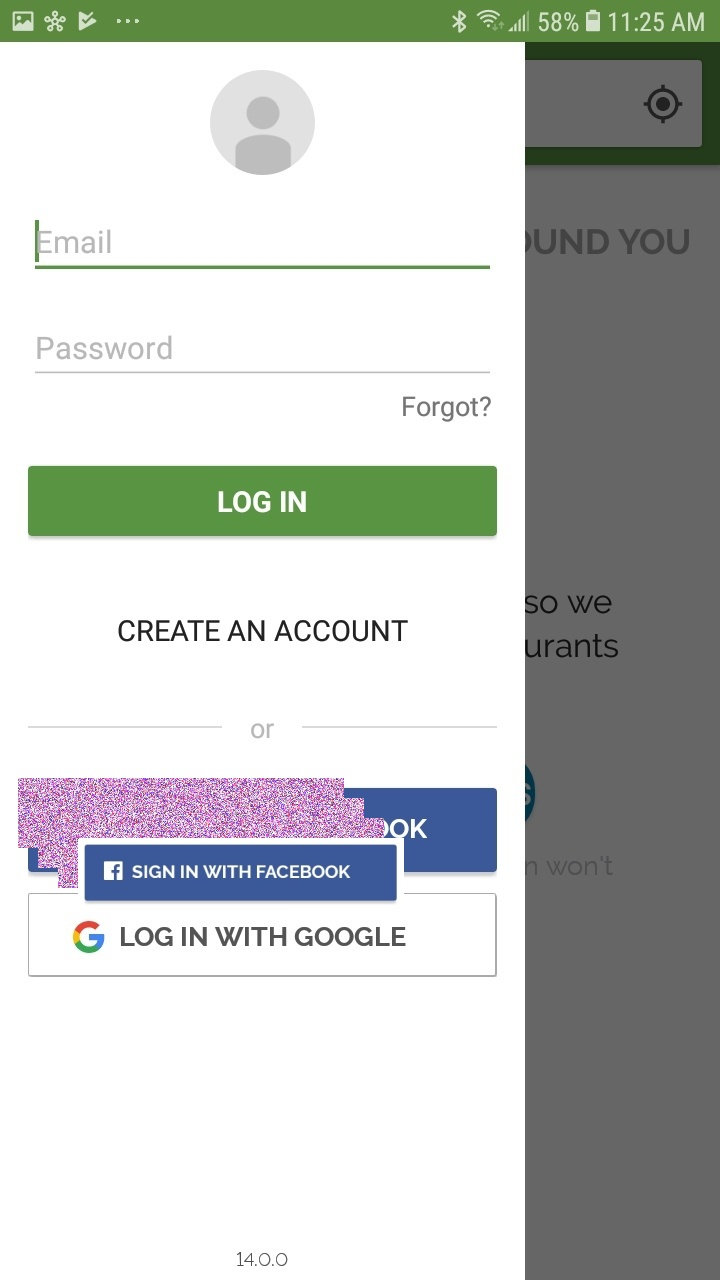 58% 11:25 AM
Email
OUND YOU
Password
Forgot?
LOG IN
so we
CREATE AN ACCOUNT
urants
or
OOK
SIGN IN WITH FACEBOOK
n won't
LOG IN WITH GOOGLE
14.0.0